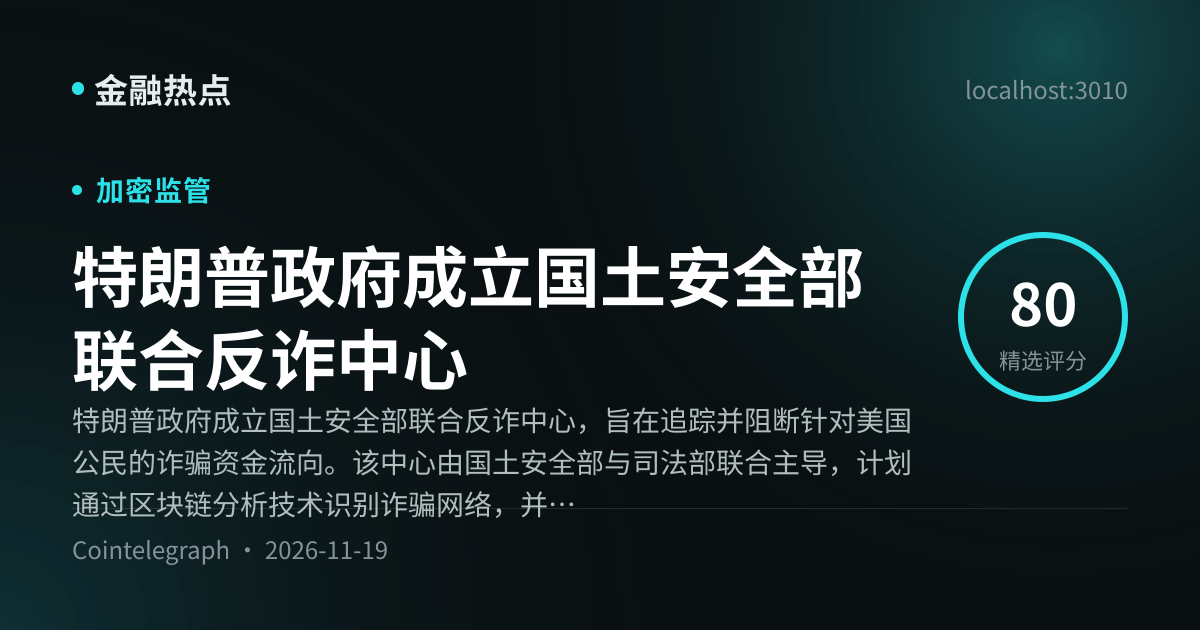 金融热点
localhost:3010
加密监管
特朗普政府成立国土安全部
联合反诈中心
80
精选评分
特朗普政府成立国土安全部联合反诈中心，旨在追踪并阻断针对美国
公民的诈骗资金流向。该中心由国土安全部与司法部联合主导，计划
通过区块链分析技术识别诈骗网络，并…
Cointelegraph · 2026-11-19